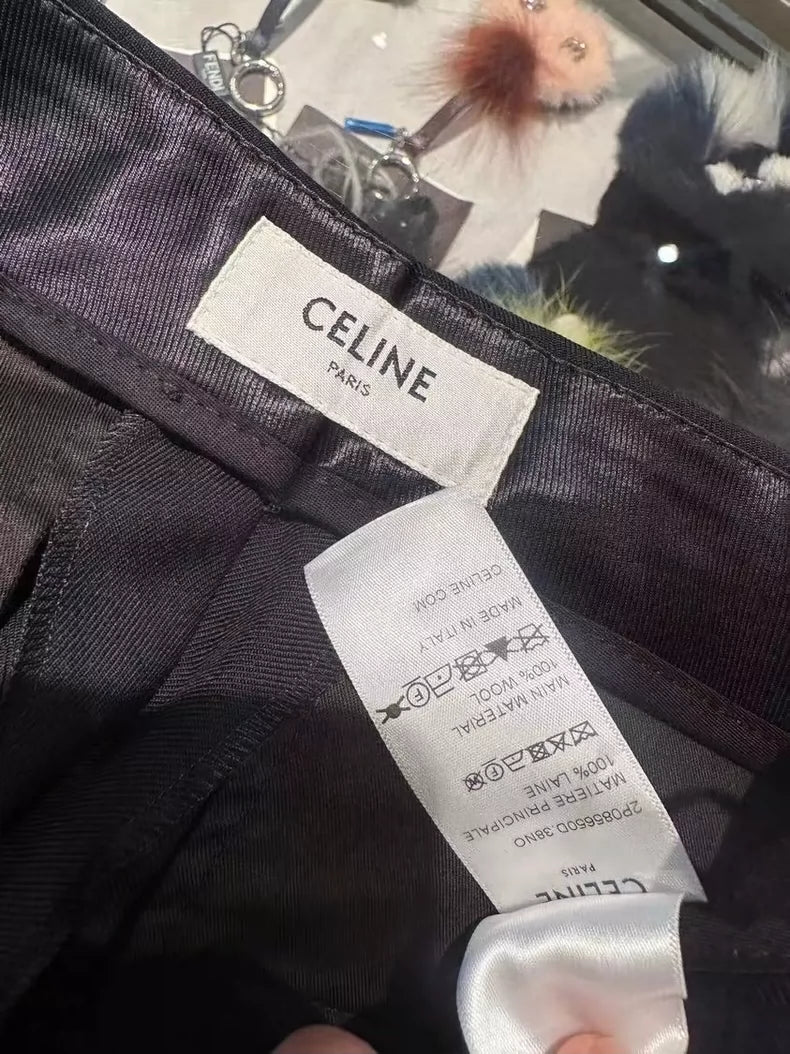 FENDI
CELINE
PARIS
CELINE
PARIS
2P085650D.38NO
MATIERE PRINCIPALE
100% LAINE
MAIN MATERIAL
100% WOOL
MADE IN ITALY
CELINE.COM